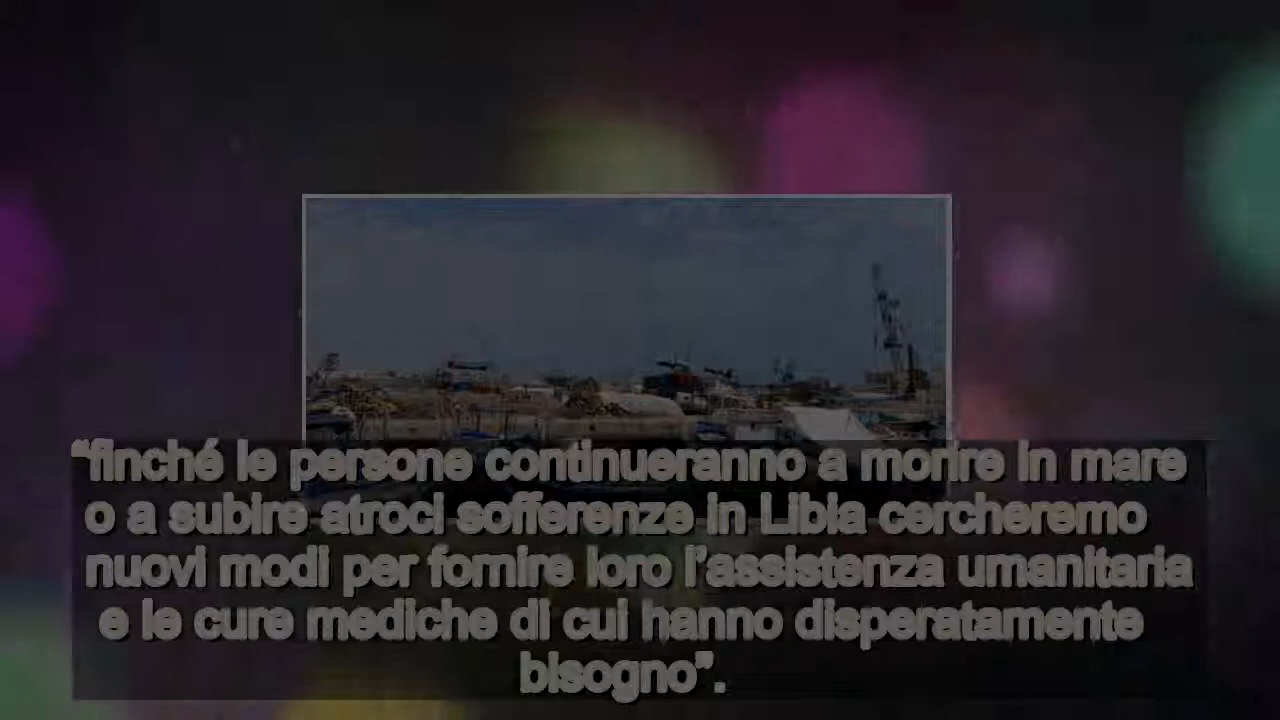 “finché le persone continueranno a morire in mare
o a subire atroci sofferenze in Libia cercheremo
nuovi modi per fornire loro l’assistenza umanitaria
e le cure mediche di cui hanno disperatamente
bisogno”.